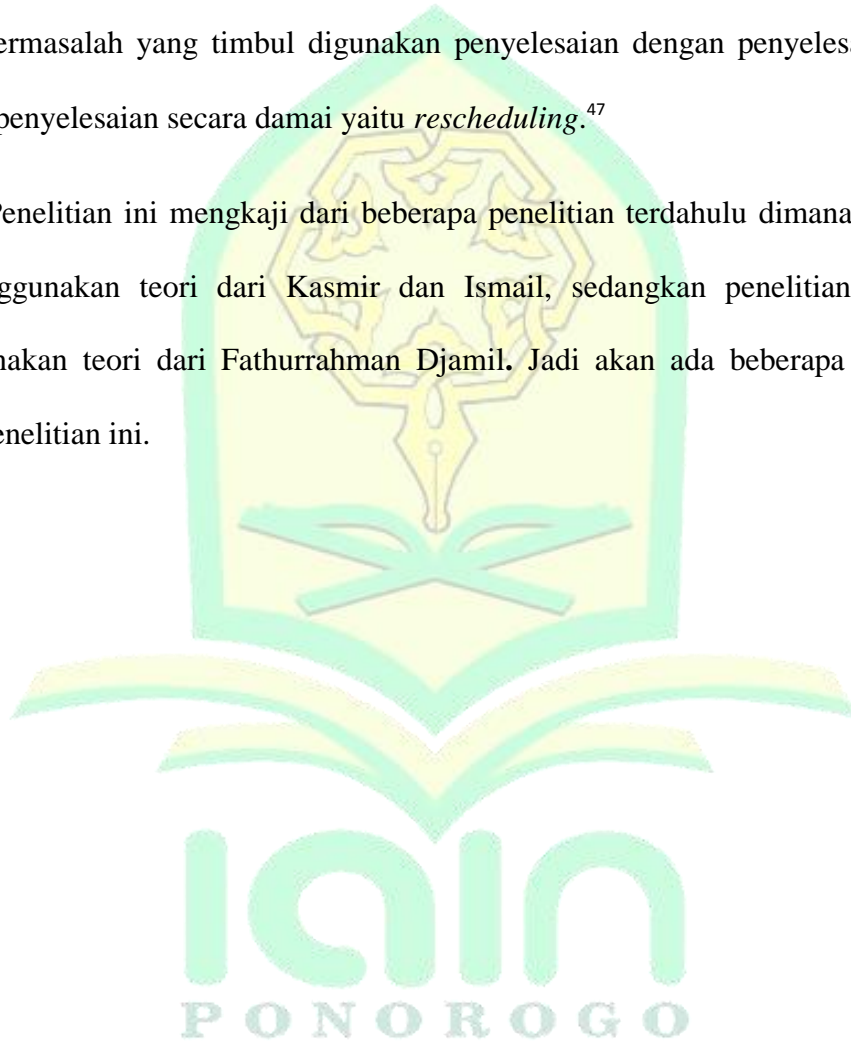 ermasalah yang timbul digunakan penyelesaian dengan penyelesa
penyelesaian secara damai yaitu rescheduling.47
Penelitian ini mengkaji dari beberapa penelitian terdahulu dimana
ggunakan teori dari Kasmir dan Ismail, sedangkan penelitian
nakan teori dari Fathurrahman Djamil. Jadi akan ada beberapa
enelitian ini.
iain
PONOROGO